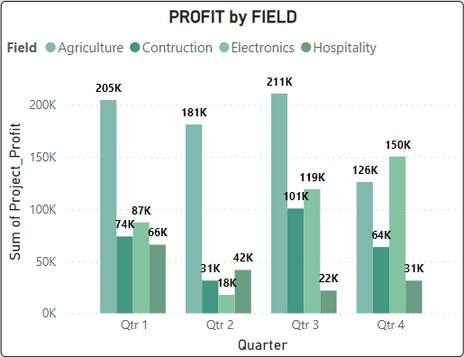 PROFIT by FIELD
Field Agriculture Contruction Electronics Hospitality
Sum of Project_Profit
200K
150K
100K
50K
0K
205K
74K
87K
66K
181K
31K
18K
42K
211K
101K
119K
22K
126K
64K
150K
31K
Qtr 1 Qtr 2 Qtr 3 Qtr 4
Quarter